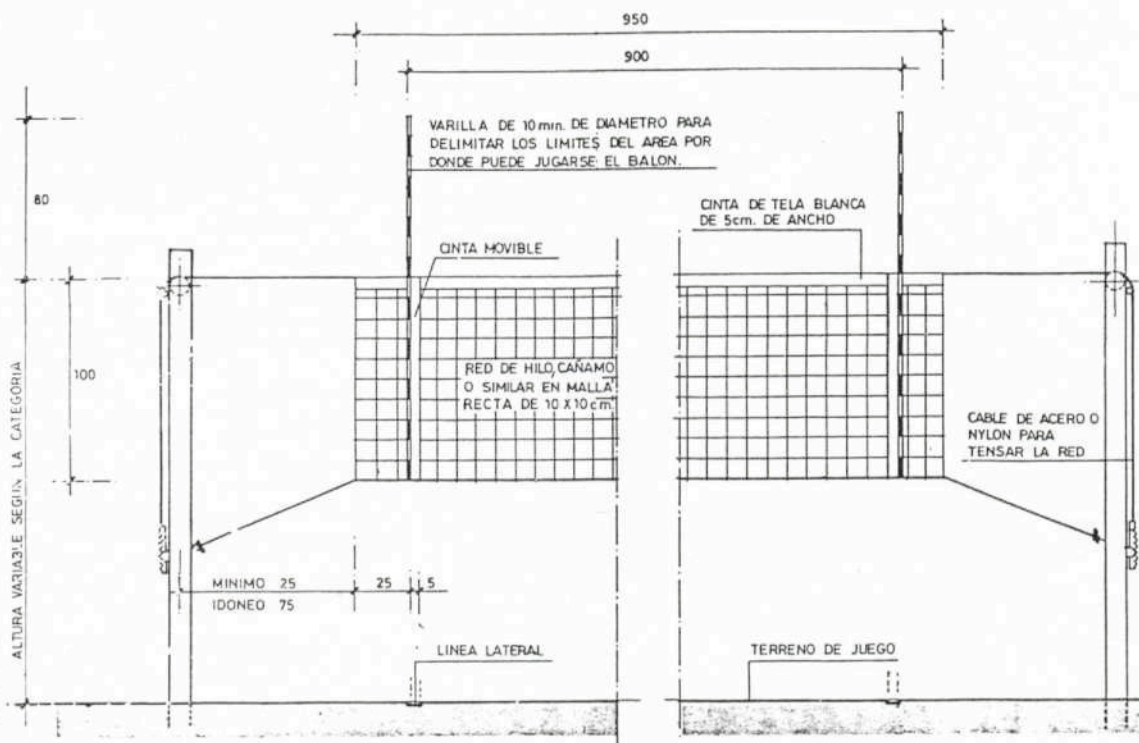 950
900
VARILLA DE 10 min. DE DIAMETRO PARA
DELIMITAR LOS LIMITES DEL AREA POR
DONDE PUEDE JUGARSE EL BALON.
80
CINTA DE TELA BLANCA
DE 5cm. DE ANCHO
CINTA MOVIBLE
100
RED DE HILO, CAÑAMO
O SIMILAR EN MALLA
RECTA DE 10 X 10 cm.
CABLE DE ACERO O
NYLON PARA
TENSAR LA RED
ALTURA VARIABLE SEGUN LA CATEGORIA
MINIMO 25
IDONEO 75
25
5
LINEA LATERAL
TERRENO DE JUEGO